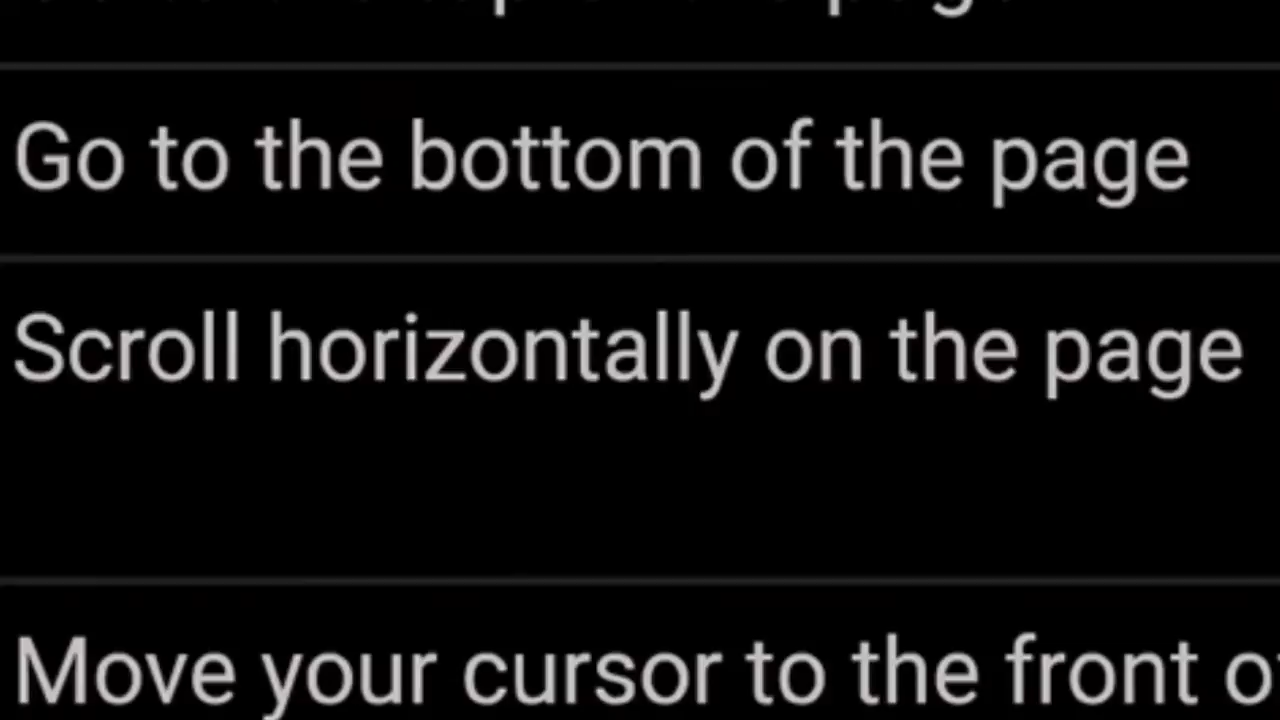 Go to the bottom of the page
Scroll horizontally on the page
Move your cursor to the front